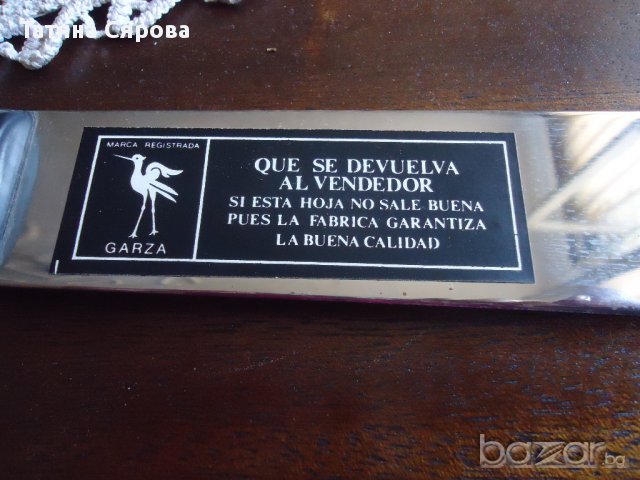 Татяна Сярова
MARCA REGISTRADA
GARZA
QUE SE DEVUELVA
AL VENDEDOR
SI ESTA HOJA NO SALE BUENA
PUES LA FABRICA GARANTIZA
LA BUENA CALIDAD
bazar.bg